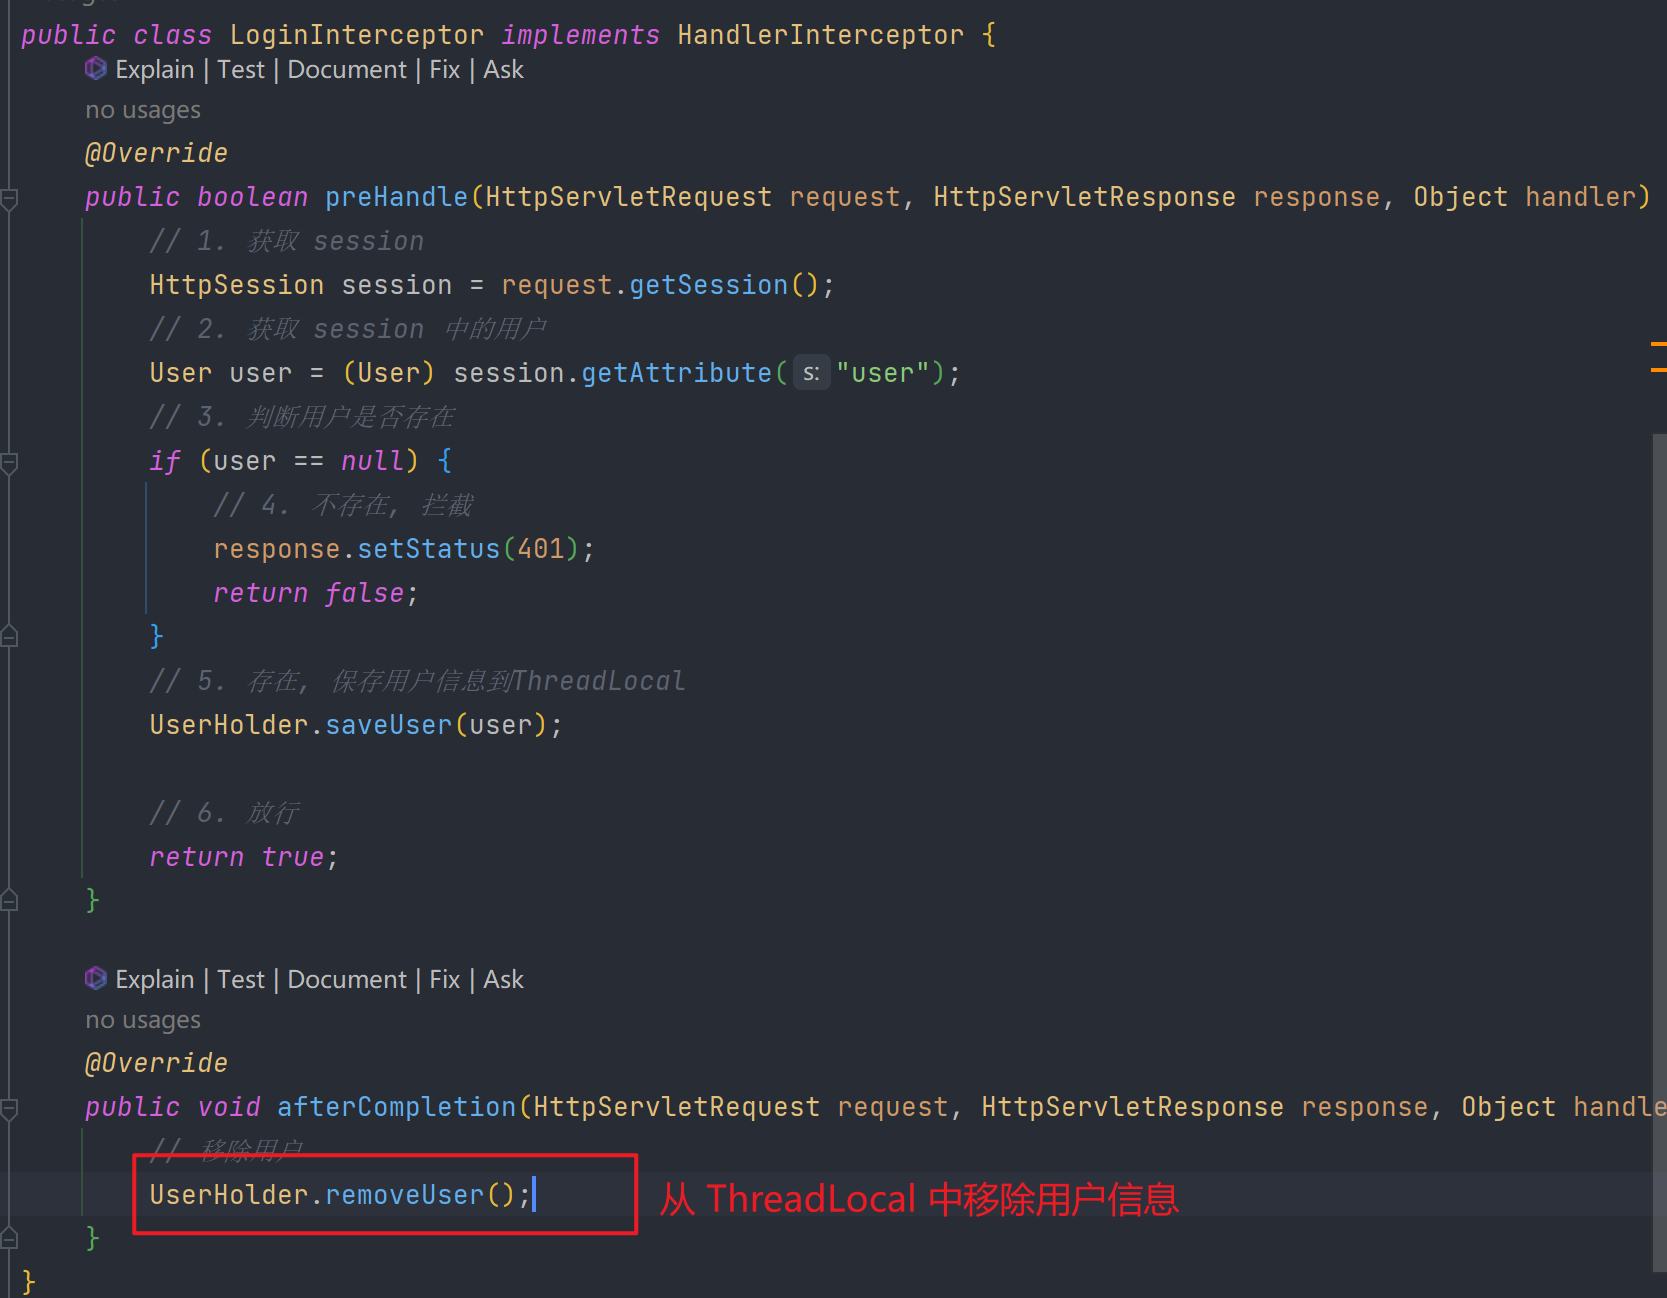 public class LoginInterceptor implements HandlerInterceptor {
Explain | Test | Document | Fix | Ask
no usages
@Override
public boolean preHandle(HttpServletRequest request, HttpServletResponse response, Object handler)
// 1. 获取 session
HttpSession session = request.getSession();
// 2. 获取 session 中的用户
User user = (User) session.getAttribute( s: "user");
// 3. 判断用户是否存在
if (user == null) {
// 4. 不存在, 拦截
response.setStatus(401);
return false;
}
// 5. 存在, 保存用户信息到ThreadLocal
UserHolder.saveUser(user);
// 6. 放行
return true;
}
Explain | Test | Document | Fix | Ask
no usages
@Override
public void afterCompletion(HttpServletRequest request, HttpServletResponse response, Object handle
// 移除用户
UserHolder.removeUser(); 从 ThreadLocal 中移除用户信息
}
}